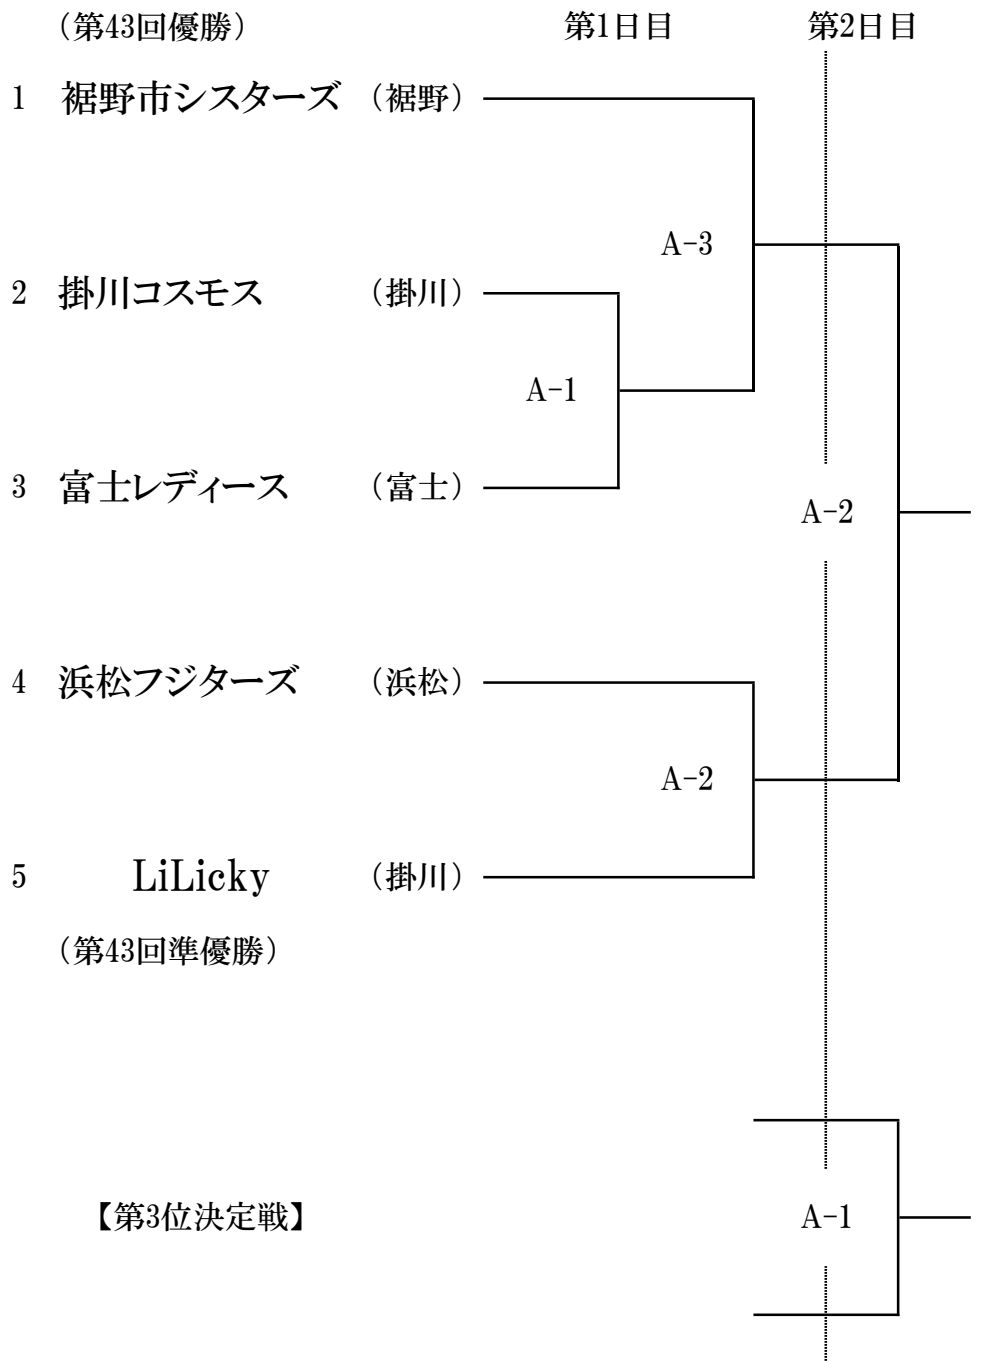 （第43回優勝） 第1日目 第2日目
1 裾野市シスターズ （裾野）
A-3
2 掛川コスモス （掛川）
A-1
3 富士レディース （富士）
A-2
4 浜松フジターズ （浜松）
A-2
5 LiLicky （掛川）
（第43回準優勝）
【第3位決定戦】 A-1